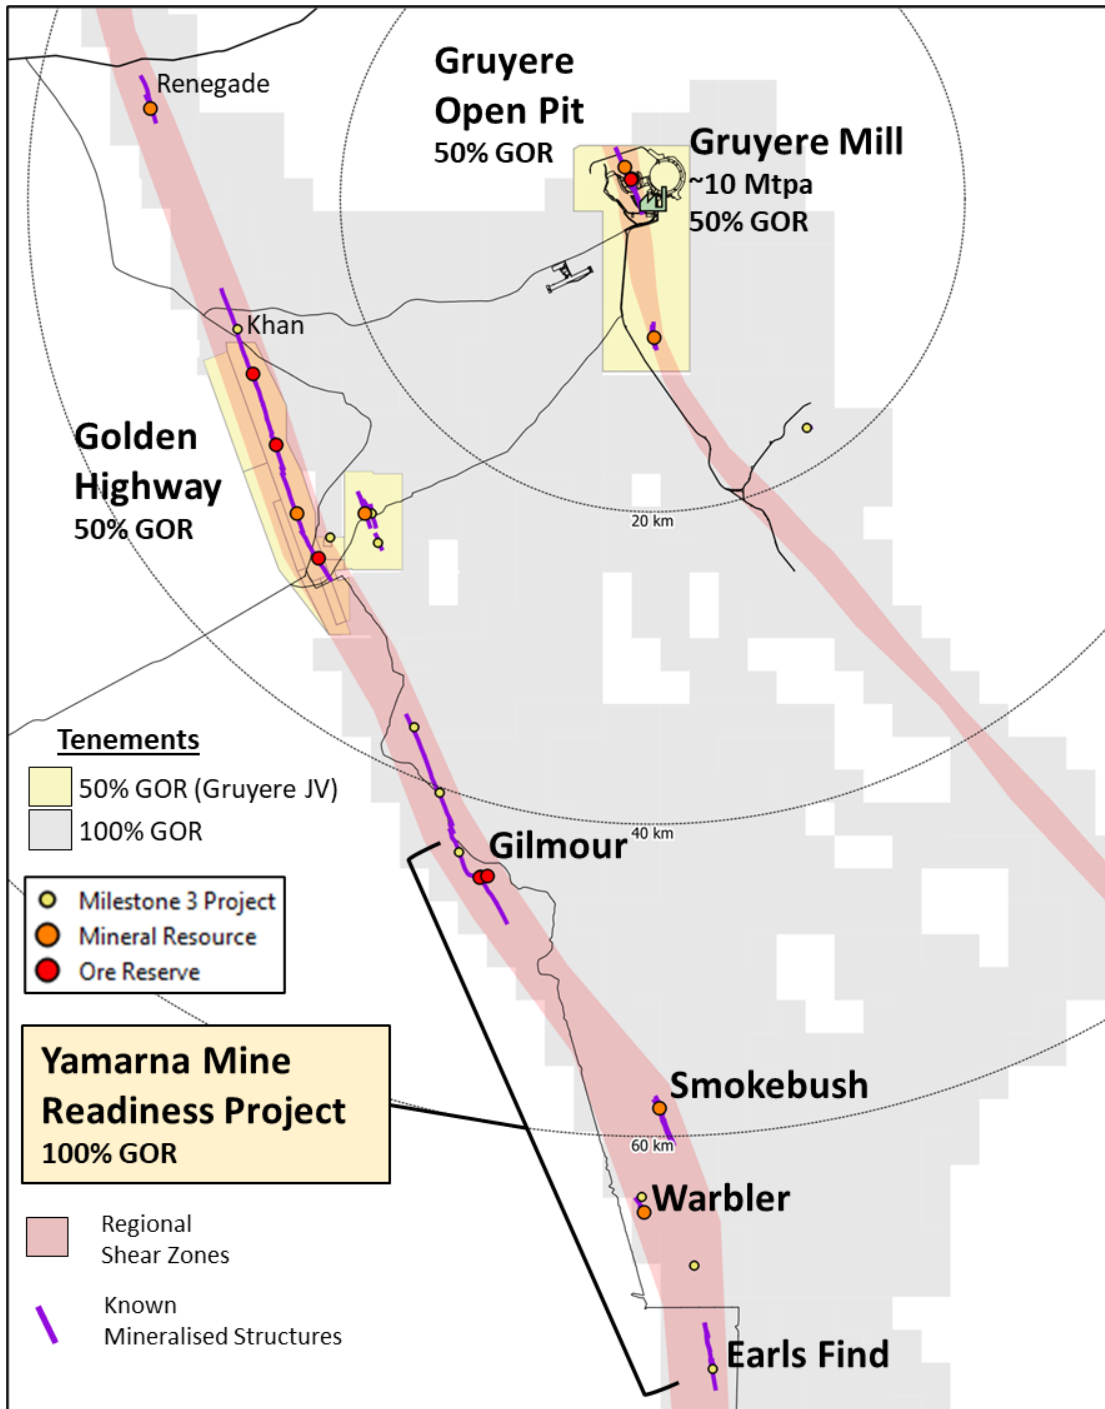 Renegade
Gruyere
Open Pit
50% GOR
Gruyere Mill
~10 Mtpa
50% GOR
Khan
Golden
Highway
50% GOR
20 km
Tenements
50% GOR (Gruyere JV)
100% GOR
40 km
Gilmour
Milestone 3 Project
Mineral Resource
Ore Reserve
Yamarna Mine
Readiness Project
100% GOR
Smokebush
60 km
Warbler
Regional
Shear Zones
Known
Mineralised Structures
Earls Find